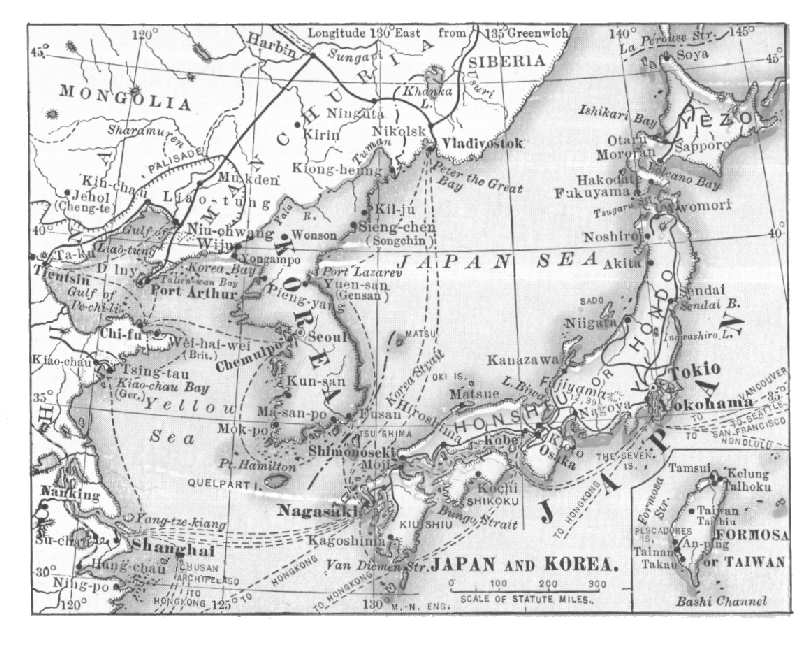 45°
120°
Harbin
Longitude 130° East from 135° Greenwich
140°
La Perouse Str.
145°
45°
Soya
Sungari
SIBERIA
Usuri
MONGOLIA
MANCHURIA
Khanka
L.
Ishikari Bay
YEZO
Ninguta
Sharamuren
Kirin
Nikolsk
Vladivostok
Otaru
Mororan
Sapporo
PALISADE
Tuman
Kin-chau
Mukden
Kiong-heung
Peter the Great
Bay
Volcano Bay
Hakodate
Fukuyama
Jehol
(Cheng-te)
Liao-tung
Kil-ju
Tsugaru Str.
Awomori
Gulf of
Liao-tung
Niu-chwang
R.
Wonson
Sieng-chen
(Songchin)
Noshiro
40°
40°
Wiju
Yongampo
Ta-ku
Korea Bay
JAPAN SEA
Akita
Tientsin
Port Lazarev
Yuen-san
(Gensan)
Port Arthur
Pieng-yang
Gulf of
Pe-chi-li
KOREA
SADO
Sendai
Sendai B.
Niigata
Chi-fu
Wei-hai-wei
(Brit.)
Seoul
Chemulpo
MATSU
Inawashiro L.
HONSHIU OR HONDO
Kanazawa
Kiao-chau
Tsing-tau
Kiao-chau Bay
(Ger.)
Korea Strait
OKI IS.
L. Biwa
Fujiyama
Tokio
Yokohama
Kun-san
Matsue
Yellow
Sea
Ma-san-po
Fusan
Mok-po
Hiroshima
Nagoya
TO VANCOUVER
35°
35°
TO SEATTLE
TO SAN-FRANCISCO
TO HONOLULU
TSU SHIMA
Kobe
Kioto
Osaka
Shimonoseki
Moji
THE SEVEN
IS.
JAPAN
Pt. Hamilton
QUELPART I.
Kochi
SHIKOKU
Nanking
Nagasaki
KIUSHIU
Bungo Strait
TO HONGKONG
Yang-tze-kiang
Kagoshima
Su-chau
Shanghai
Hang-chau
CHUSAN
ARCHIPELAGO
Ning-po
Van Diemen Str.
TO HONGKONG
TO HONGKONG
TO HONGKONG
30°
120°
125°
130°
M.-N. ENG.
JAPAN AND KOREA.
0 100 200 300
SCALE OF STATUTE MILES.
Tamsui
Kelung
Taihoku
Formosa
Str.
Taiwan
PESCADORES
IS.
An-ping
Tainan
Takau
FORMOSA
OR TAIWAN
Bashi Channel